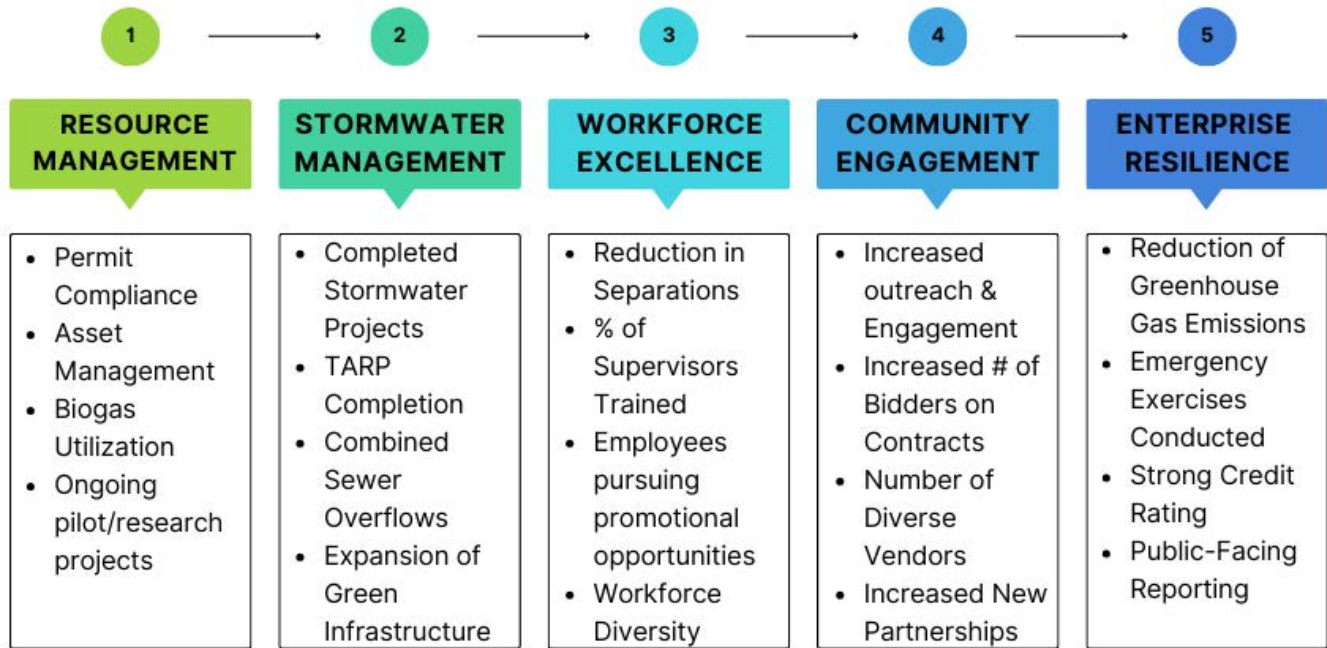 1
2
3
4
5
RESOURCE
MANAGEMENT
STORMWATER
MANAGEMENT
WORKFORCE
EXCELLENCE
COMMUNITY
ENGAGEMENT
ENTERPRISE
RESILIENCE
• Permit
Compliance
• Asset
Management
• Biogas
Utilization
• Ongoing
pilot/research
projects
• Completed
Stormwater
Projects
• TARP
Completion
• Combined
Sewer
Overflows
• Expansion of
Green
Infrastructure
• Reduction in
Separations
• % of
Supervisors
Trained
• Employees
pursuing
promotional
opportunities
• Workforce
Diversity
• Increased
outreach &
Engagement
• Increased # of
Bidders on
Contracts
• Number of
Diverse
Vendors
• Increased New
Partnerships
• Reduction of
Greenhouse
Gas Emissions
• Emergency
Exercises
Conducted
• Strong Credit
Rating
• Public-Facing
Reporting